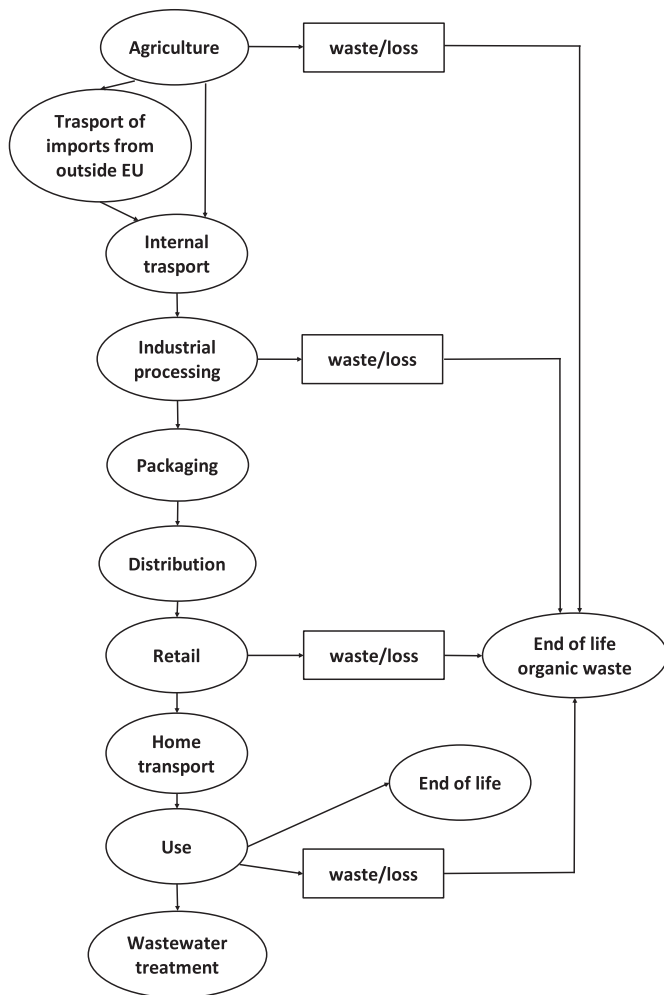 Agriculture
waste/loss
Trasport of
imports from
outside EU
Internal
trasport
Industrial
processing
waste/loss
Packaging
Distribution
Retail
waste/loss
End of life
organic waste
Home
transport
End of life
Use
waste/loss
Wastewater
treatment